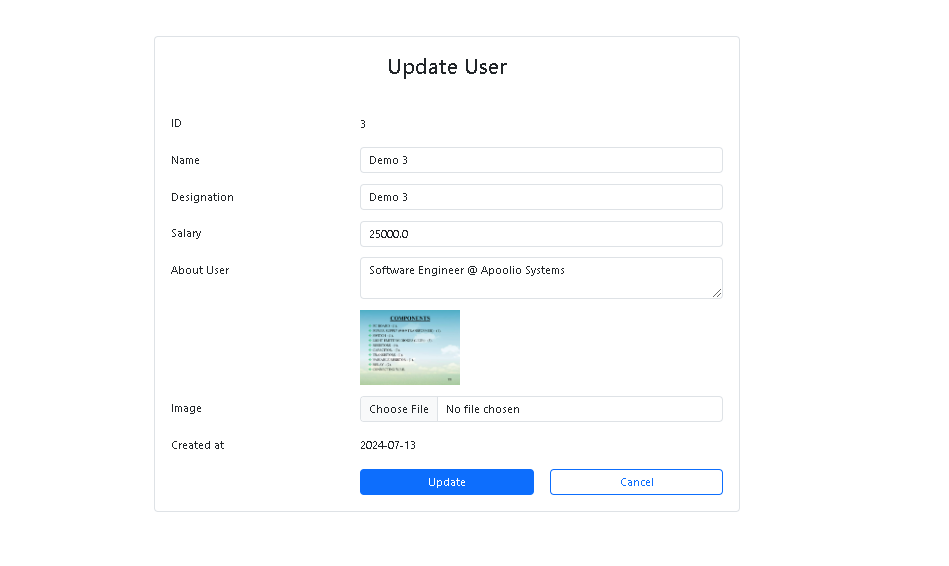 Update User
ID 3
Name Demo 3
Designation Demo 3
Salary 25000.0
About User Software Engineer @ Apoolio Systems
COMPONENTS
Image Choose File No file chosen
Created at 2024-07-13
Update Cancel